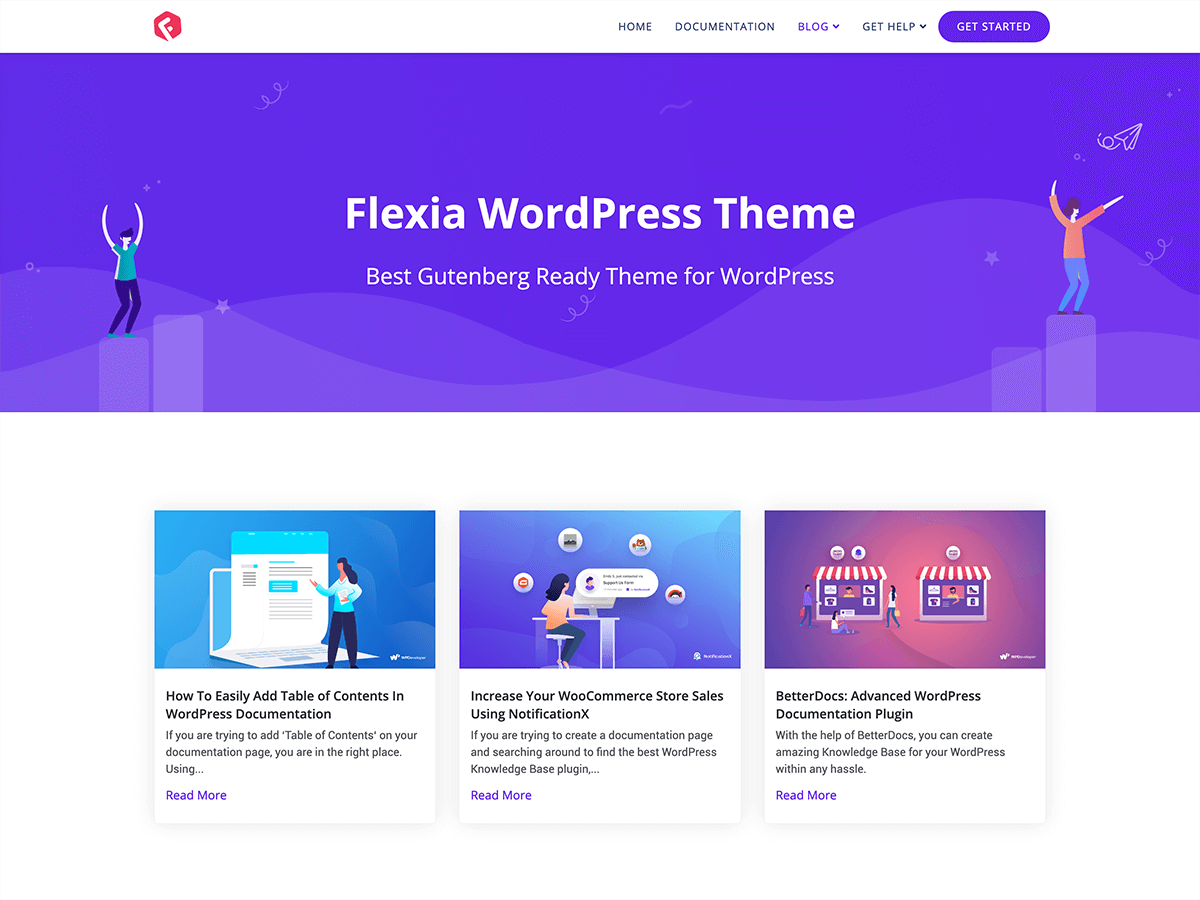 HOME DOCUMENTATION BLOG GET HELP GET STARTED
Flexia WordPress Theme
Best Gutenberg Ready Theme for WordPress
Support Us Form
NotificationX
WPDeveloper
How To Easily Add Table of Contents In
WordPress Documentation
If you are trying to add ‘Table of Contents‘ on your
documentation page, you are in the right place.
Using...
Read More
Increase Your WooCommerce Store Sales
Using NotificationX
If you are trying to create a documentation page
and searching around to find the best WordPress
Knowledge Base plugin,...
Read More
BetterDocs: Advanced WordPress
Documentation Plugin
With the help of BetterDocs, you can create
amazing Knowledge Base for your WordPress
within any hassle.
Read More